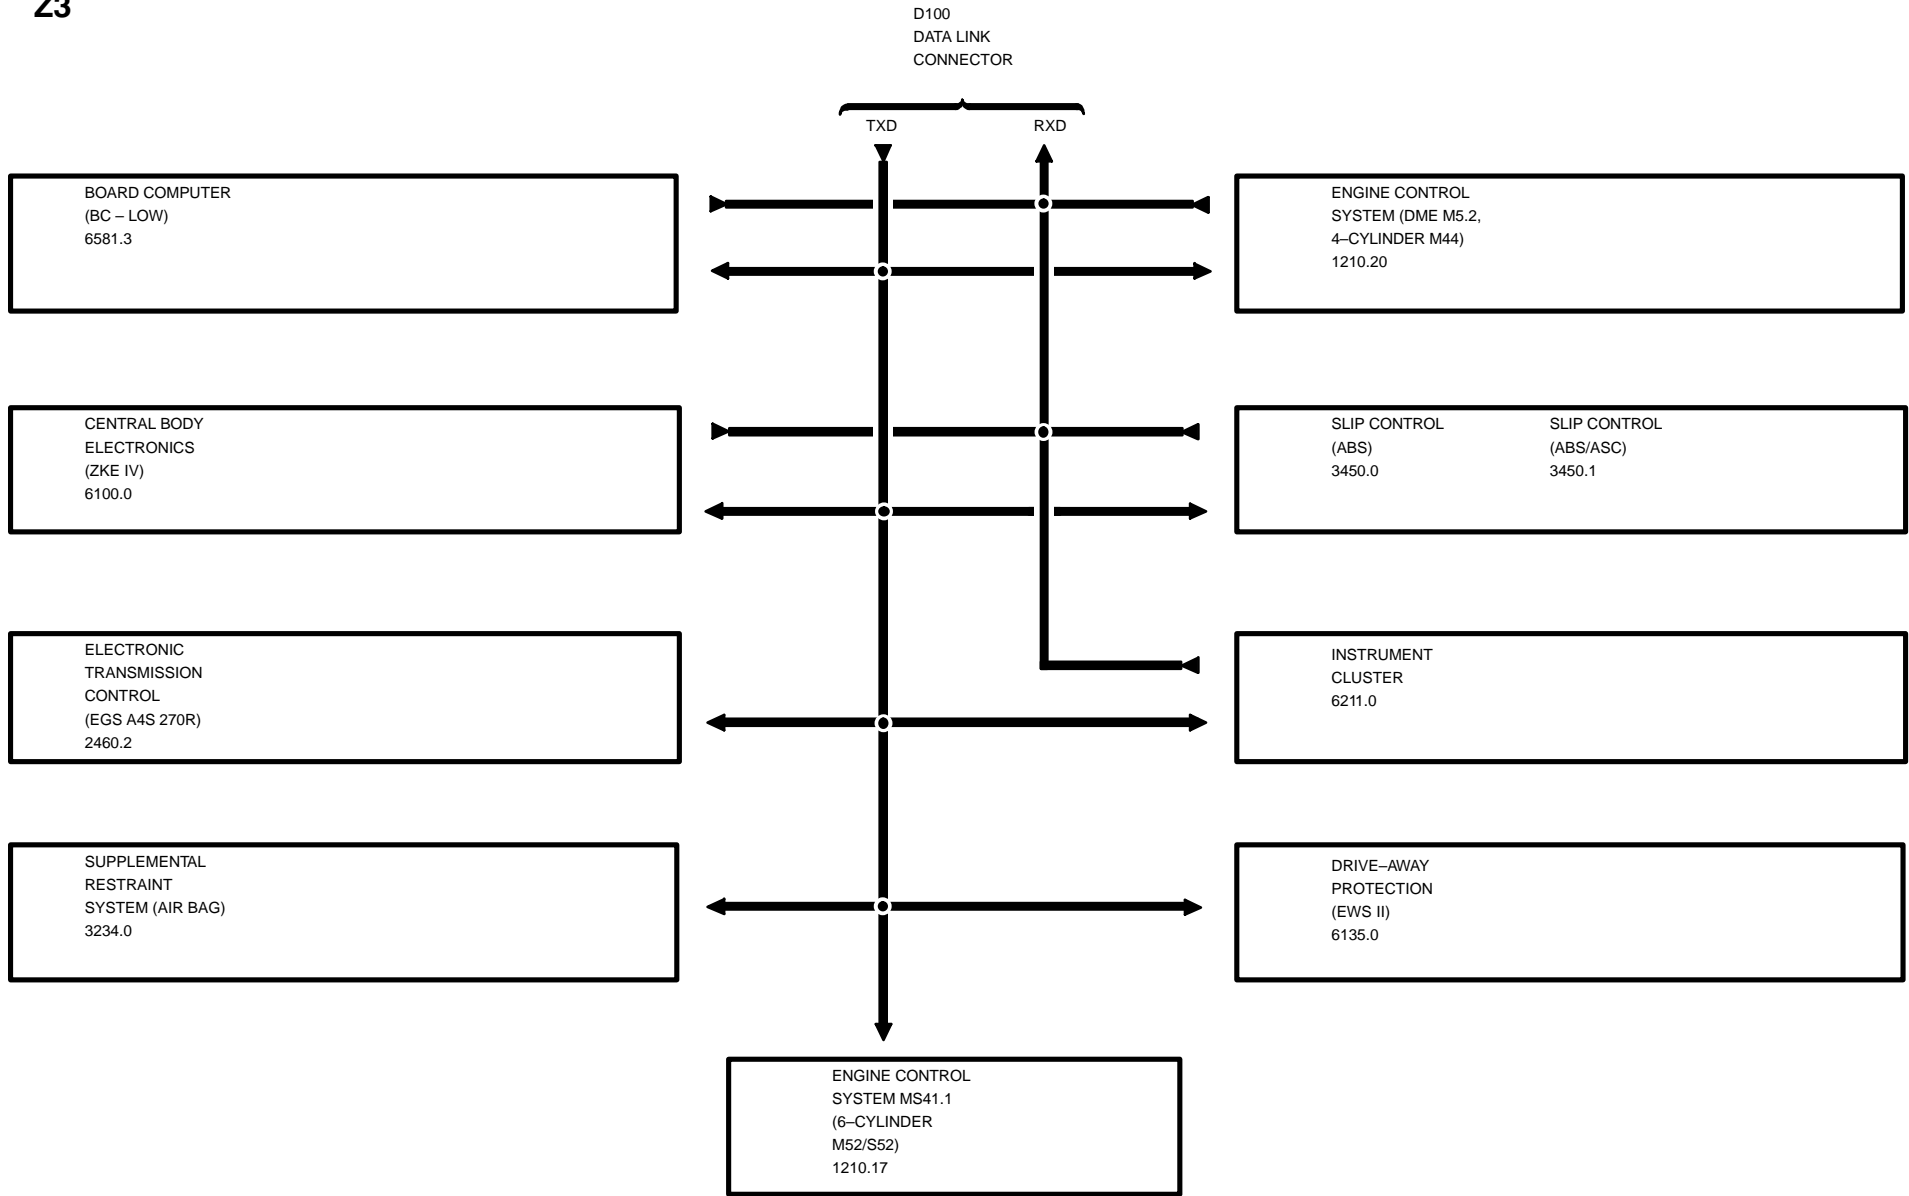 Z3
D100
DATA LINK
CONNECTOR
TXD
RXD
BOARD COMPUTER
(BC – LOW)
6581.3
ENGINE CONTROL
SYSTEM (DME M5.2,
4–CYLINDER M44)
1210.20
CENTRAL BODY
ELECTRONICS
(ZKE IV)
6100.0
SLIP CONTROL
(ABS)
3450.0
SLIP CONTROL
(ABS/ASC)
3450.1
ELECTRONIC
TRANSMISSION
CONTROL
(EGS A4S 270R)
2460.2
INSTRUMENT
CLUSTER
6211.0
SUPPLEMENTAL
RESTRAINT
SYSTEM (AIR BAG)
3234.0
DRIVE–AWAY
PROTECTION
(EWS II)
6135.0
ENGINE CONTROL
SYSTEM MS41.1
(6–CYLINDER
M52/S52)
1210.17